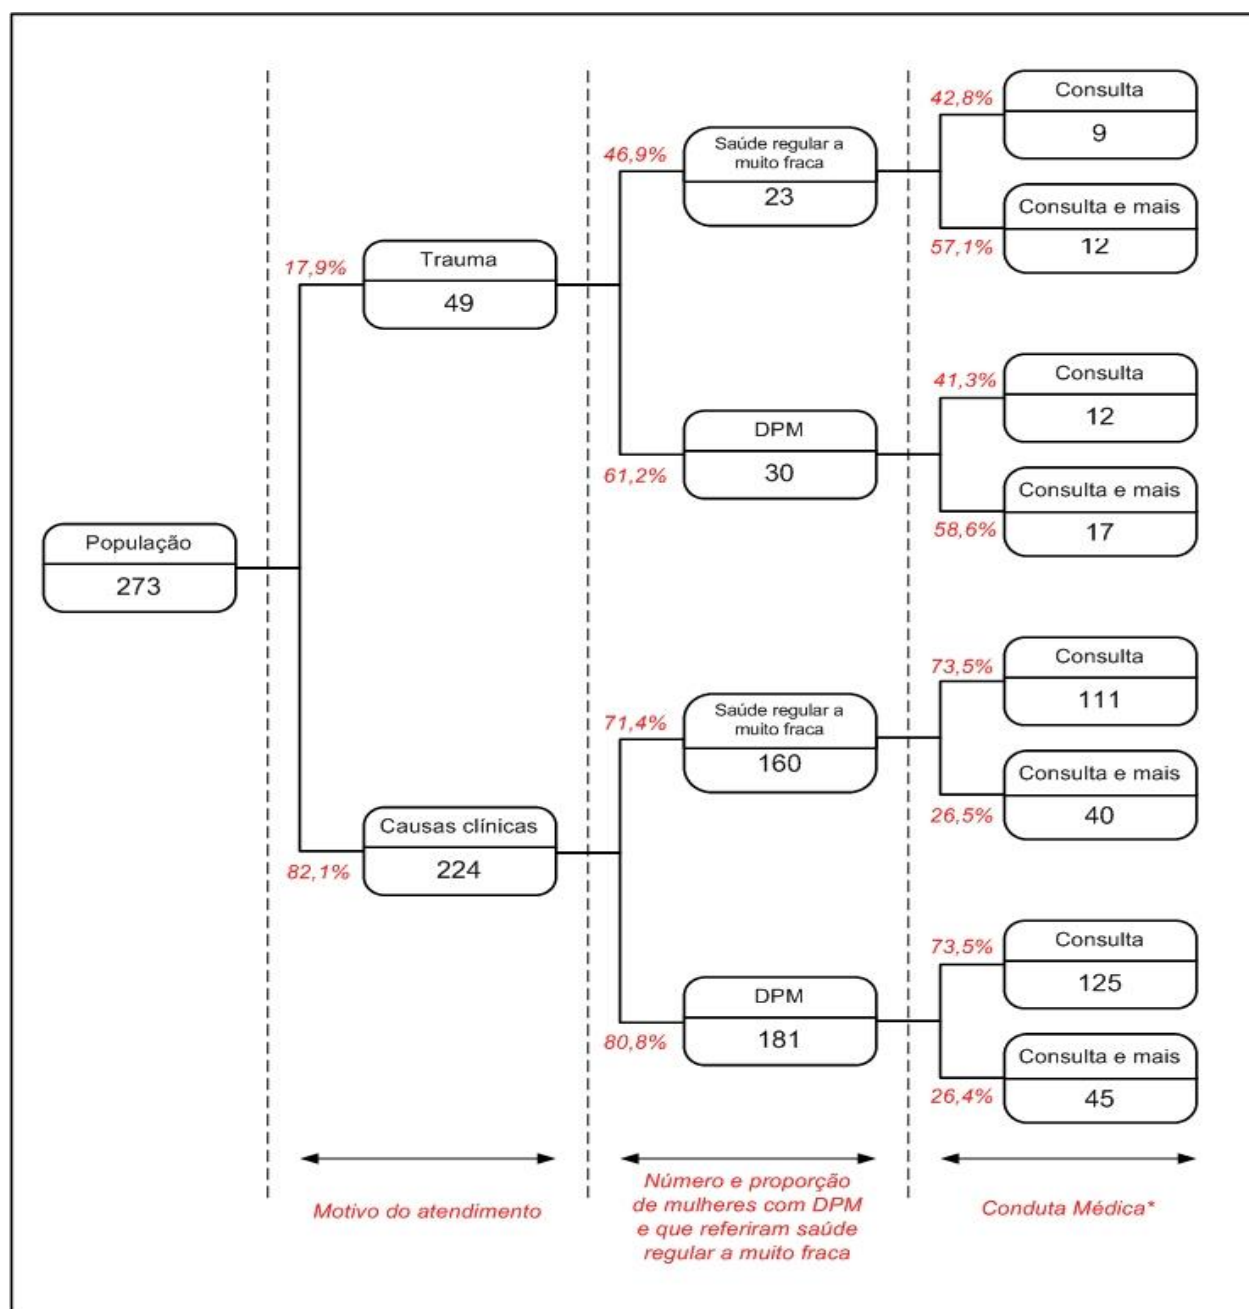 42,8%
Consulta
9
Saúde regular a
muito fraca
23
46,9%
Consulta e mais
12
57,1%
Trauma
49
17,9%
Consulta
12
41,3%
DPM
30
61,2%
Consulta e mais
17
58,6%
População
273
Consulta
111
73,5%
Saúde regular a
muito fraca
160
71,4%
Consulta e mais
40
26,5%
Causas clínicas
224
82,1%
Consulta
125
73,5%
DPM
181
80,8%
Consulta e mais
45
26,4%
Motivo do atendimento
Número e proporção
de mulheres com DPM
e que referiram saúde
regular a muito fraca
Conduta Médica*